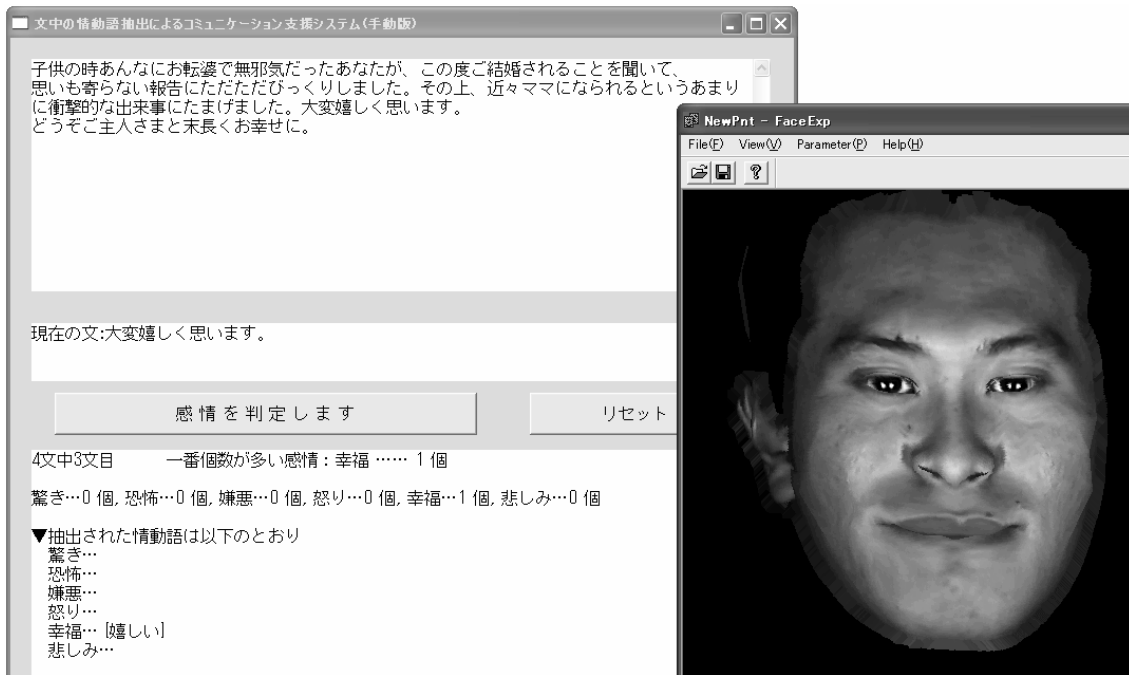 文中の情動語抽出によるコミュニケーション支援システム(手動版)
子供の時あんなにお転婆で無邪気だったあなたが、この度ご結婚されることを聞いて、
思いも寄らない報告にただただびっくりしました。その上、近々ママになられるというあまり
に衝撃的な出来事にたまげました。大変嬉しく思います。
どうぞご主人さまと末長くお幸せに。
NewPnt - FaceExp
File(F) View(V) Parameter(P) Help(H)
現在の文:大変嬉しく思います。
感情を判定します
リセット
4文中3文目 一番個数が多い感情:幸福 …… 1 個
驚き…0 個, 恐怖…0 個, 嫌悪…0 個, 怒り…0 個, 幸福…1 個, 悲しみ…0 個
▼抽出された情動語は以下のとおり
驚き…
恐怖…
嫌悪…
怒り…
幸福… [嬉しい]
悲しみ…